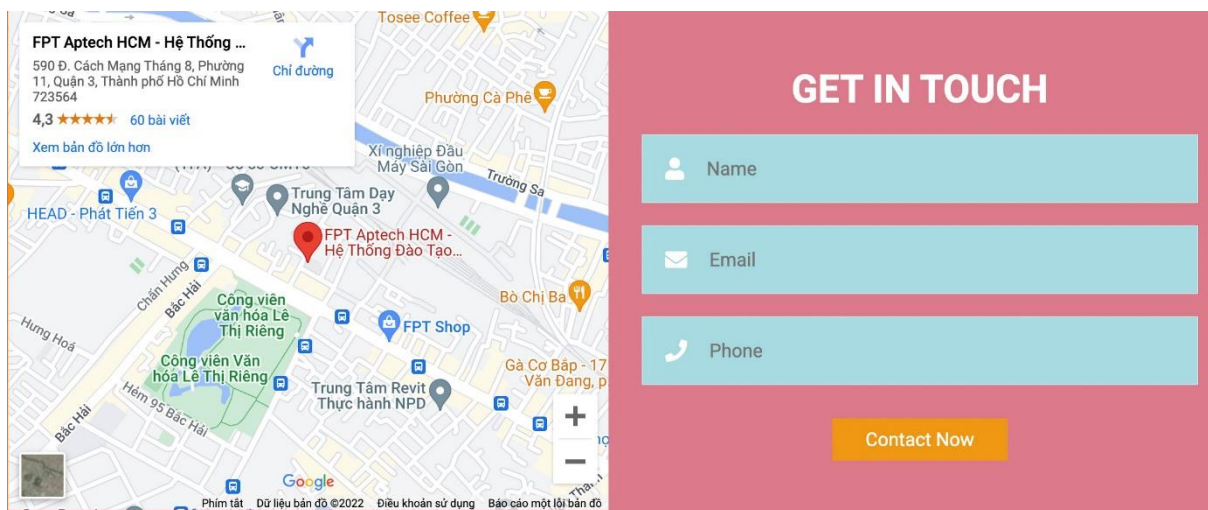 Tosee Coffee
FPT Aptech HCM - Hệ Thống ...
590 Đ. Cách Mạng Tháng 8, Phường
11, Quận 3, Thành phố Hồ Chí Minh
723564
Chỉ đường
4,3
60 bài viết
Xem bản đồ lớn hơn
Phường Cà Phê
Xí nghiệp Đầu
Máy Sài Gòn
Trường Sa
Trung Tâm Dạy
Nghề Quận 3
HEAD - Phát Tiến 3
FPT Aptech HCM -
Hệ Thống Đào Tạo...
Chấn Hưng
Bắc Hải
Bò Chị Ba
Công viên
văn hóa Lê
Thị Riêng
FPT Shop
Hưng Hoá
Công viên Văn
hóa Lê Thị Riêng
Gà Cơ Bắp - 17
Văn Đang, p
Trung Tâm Revit
Thực hành NPD
Hẻm 95 Bắc Hải
Bắc Hải
+
−
Google
Phím tắt
Dữ liệu bản đồ ©2022
Điều khoản sử dụng
Báo cáo một lỗi bản đồ
GET IN TOUCH
Name
Email
Phone
Contact Now